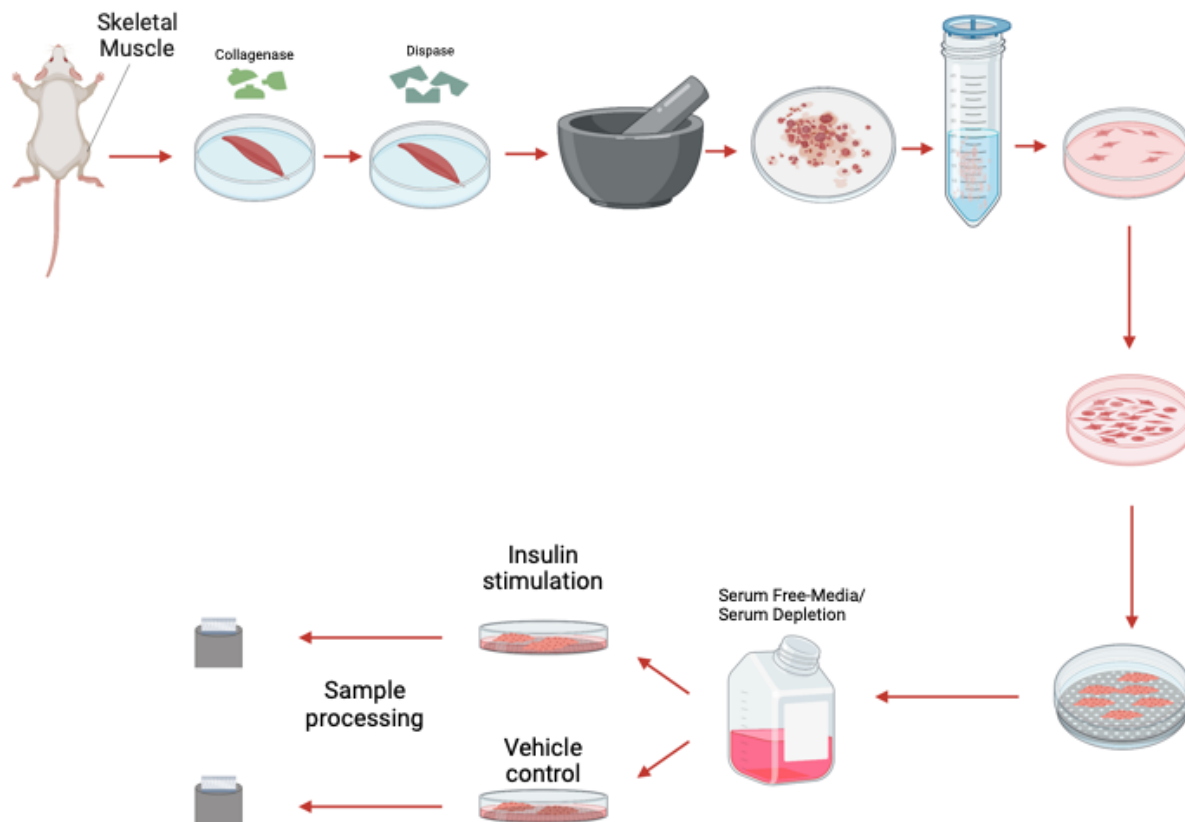 Skeletal
Muscle
Collagenase
Dispase
Insulin
stimulation
Serum Free-Media/
Serum Depletion
Sample
processing
Vehicle
control